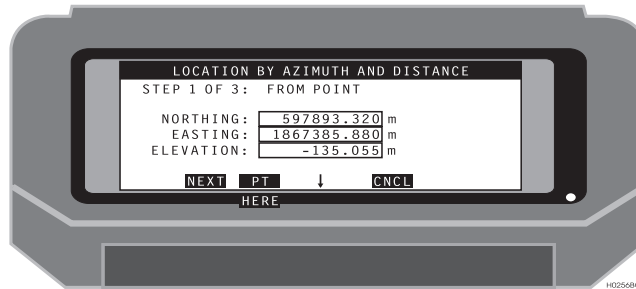 LOCATION BY AZIMUTH AND DISTANCE
STEP 1 OF 3: FROM POINT
NORTHING: 597893.320 m
EASTING: 1867385.880 m
ELEVATION: -135.055 m
NEXT PT ↓ CNCL
HERE